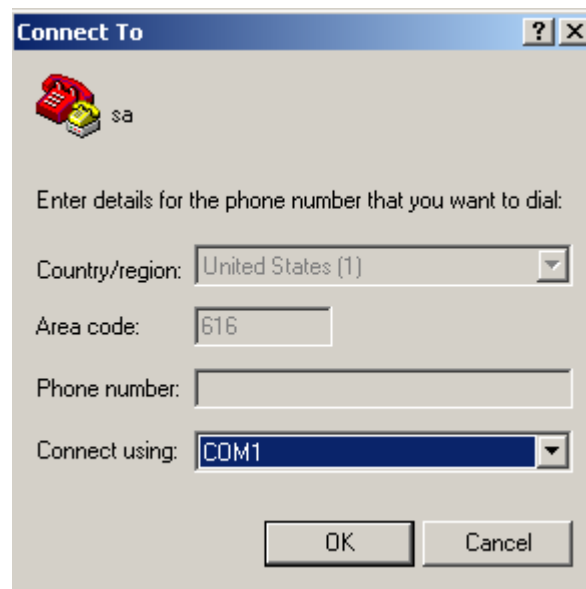 Connect To
sa
Enter details for the phone number that you want to dial:
Country/region: United States (1)
Area code: 616
Phone number:
Connect using: COM1
OK Cancel